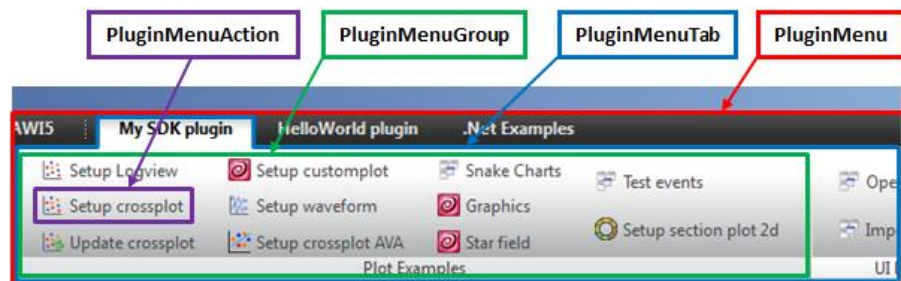 PluginMenuAction PluginMenuGroup PluginMenuTab PluginMenu
AWI5 My SDK plugin HelloWorld plugin .Net Examples
Setup Logview Setup customplot Snake Charts Test events Ope
Setup crossplot Setup waveform Graphics Setup section plot 2d Imp
Update crossplot Setup crossplot AVA Star field
Plot Examples UI